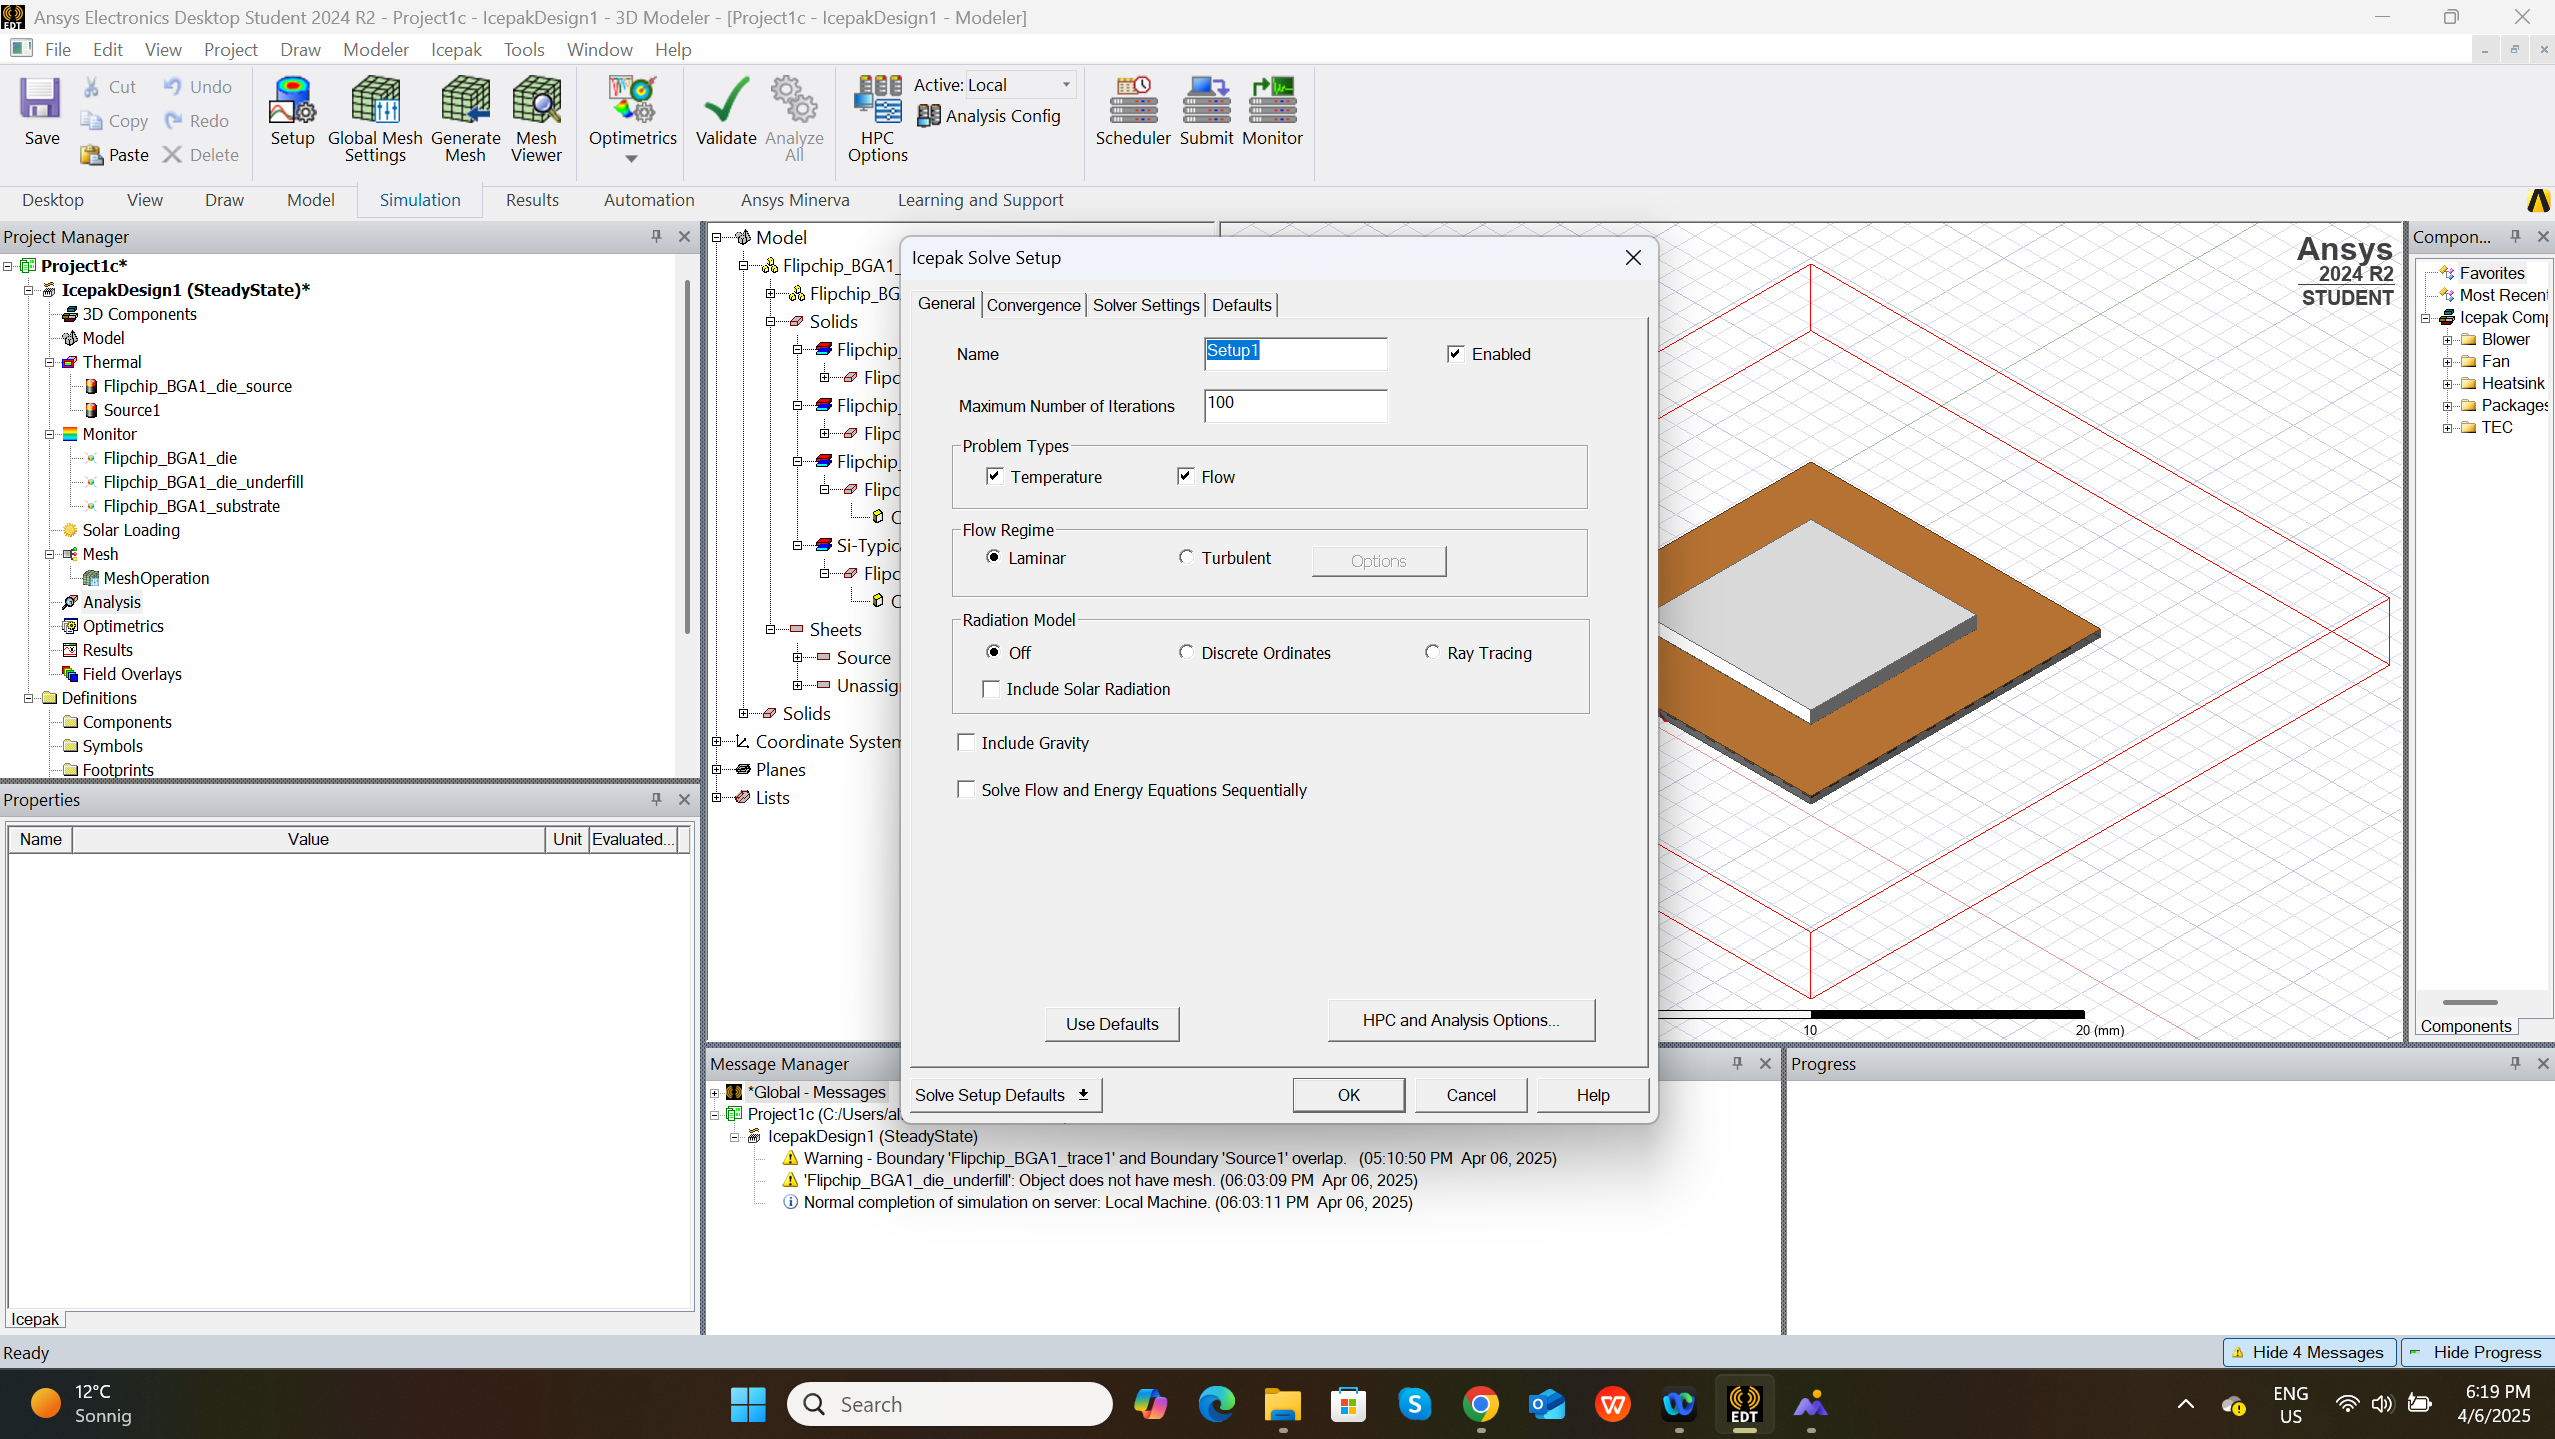 Ansys Electronics Desktop Student 2024 R2 - Project1c - IcepakDesign1 - 3D Modeler - [Project1c - IcepakDesign1 - Modeler]
File Edit View Project Draw Modeler Icepak Tools Window Help
Save
Cut
Copy
Paste
Undo
Redo
Delete
Setup
Global Mesh Settings
Generate Mesh
Mesh Viewer
Optimetrics
Validate
Analyze All
HPC Options
Active: Local
Analysis Config
Scheduler
Submit
Monitor
Desktop View Draw Model Simulation Results Automation Ansys Minerva Learning and Support
Project Manager
Project1c*
IcepakDesign1 (SteadyState)*
3D Components
Model
Thermal
Flipchip_BGA1_die_source
Source1
Monitor
Flipchip_BGA1_die
Flipchip_BGA1_die_underfill
Flipchip_BGA1_substrate
Solar Loading
Mesh
MeshOperation
Analysis
Optimetrics
Results
Field Overlays
Definitions
Components
Symbols
Footprints
Properties
Name Value Unit Evaluated...
Icepak
Model
Flipchip_BGA1_
Flipchip_BG
Solids
Flipchip_
Flipc
Flipchip_
Flipc
Flipchip_
Flipc
C
Si-Typic
Flipc
C
Sheets
Source
Unassig
Solids
Coordinate System
Planes
Lists
Icepak Solve Setup
General Convergence Solver Settings Defaults
Name Setup1 Enabled
Maximum Number of Iterations 100
Problem Types
Temperature Flow
Flow Regime
Laminar Turbulent Options
Radiation Model
Off Discrete Ordinates Ray Tracing
Include Solar Radiation
Include Gravity
Solve Flow and Energy Equations Sequentially
Use Defaults HPC and Analysis Options...
Solve Setup Defaults OK Cancel Help
Ansys
2024 R2
STUDENT
10 20 (mm)
Compon...
Favorites
Most Recent
Icepak Comp
Blower
Fan
Heatsink
Packages
TEC
Components
Message Manager
*Global - Messages
Project1c (C:/Users/al
IcepakDesign1 (SteadyState)
Warning - Boundary 'Flipchip_BGA1_trace1' and Boundary 'Source1' overlap. (05:10:50 PM Apr 06, 2025)
'Flipchip_BGA1_die_underfill': Object does not have mesh. (06:03:09 PM Apr 06, 2025)
Normal completion of simulation on server: Local Machine. (06:03:11 PM Apr 06, 2025)
Progress
Ready
Hide 4 Messages Hide Progress
12°C
Sonnig
Search
EDT
ENG
US
6:19 PM
4/6/2025